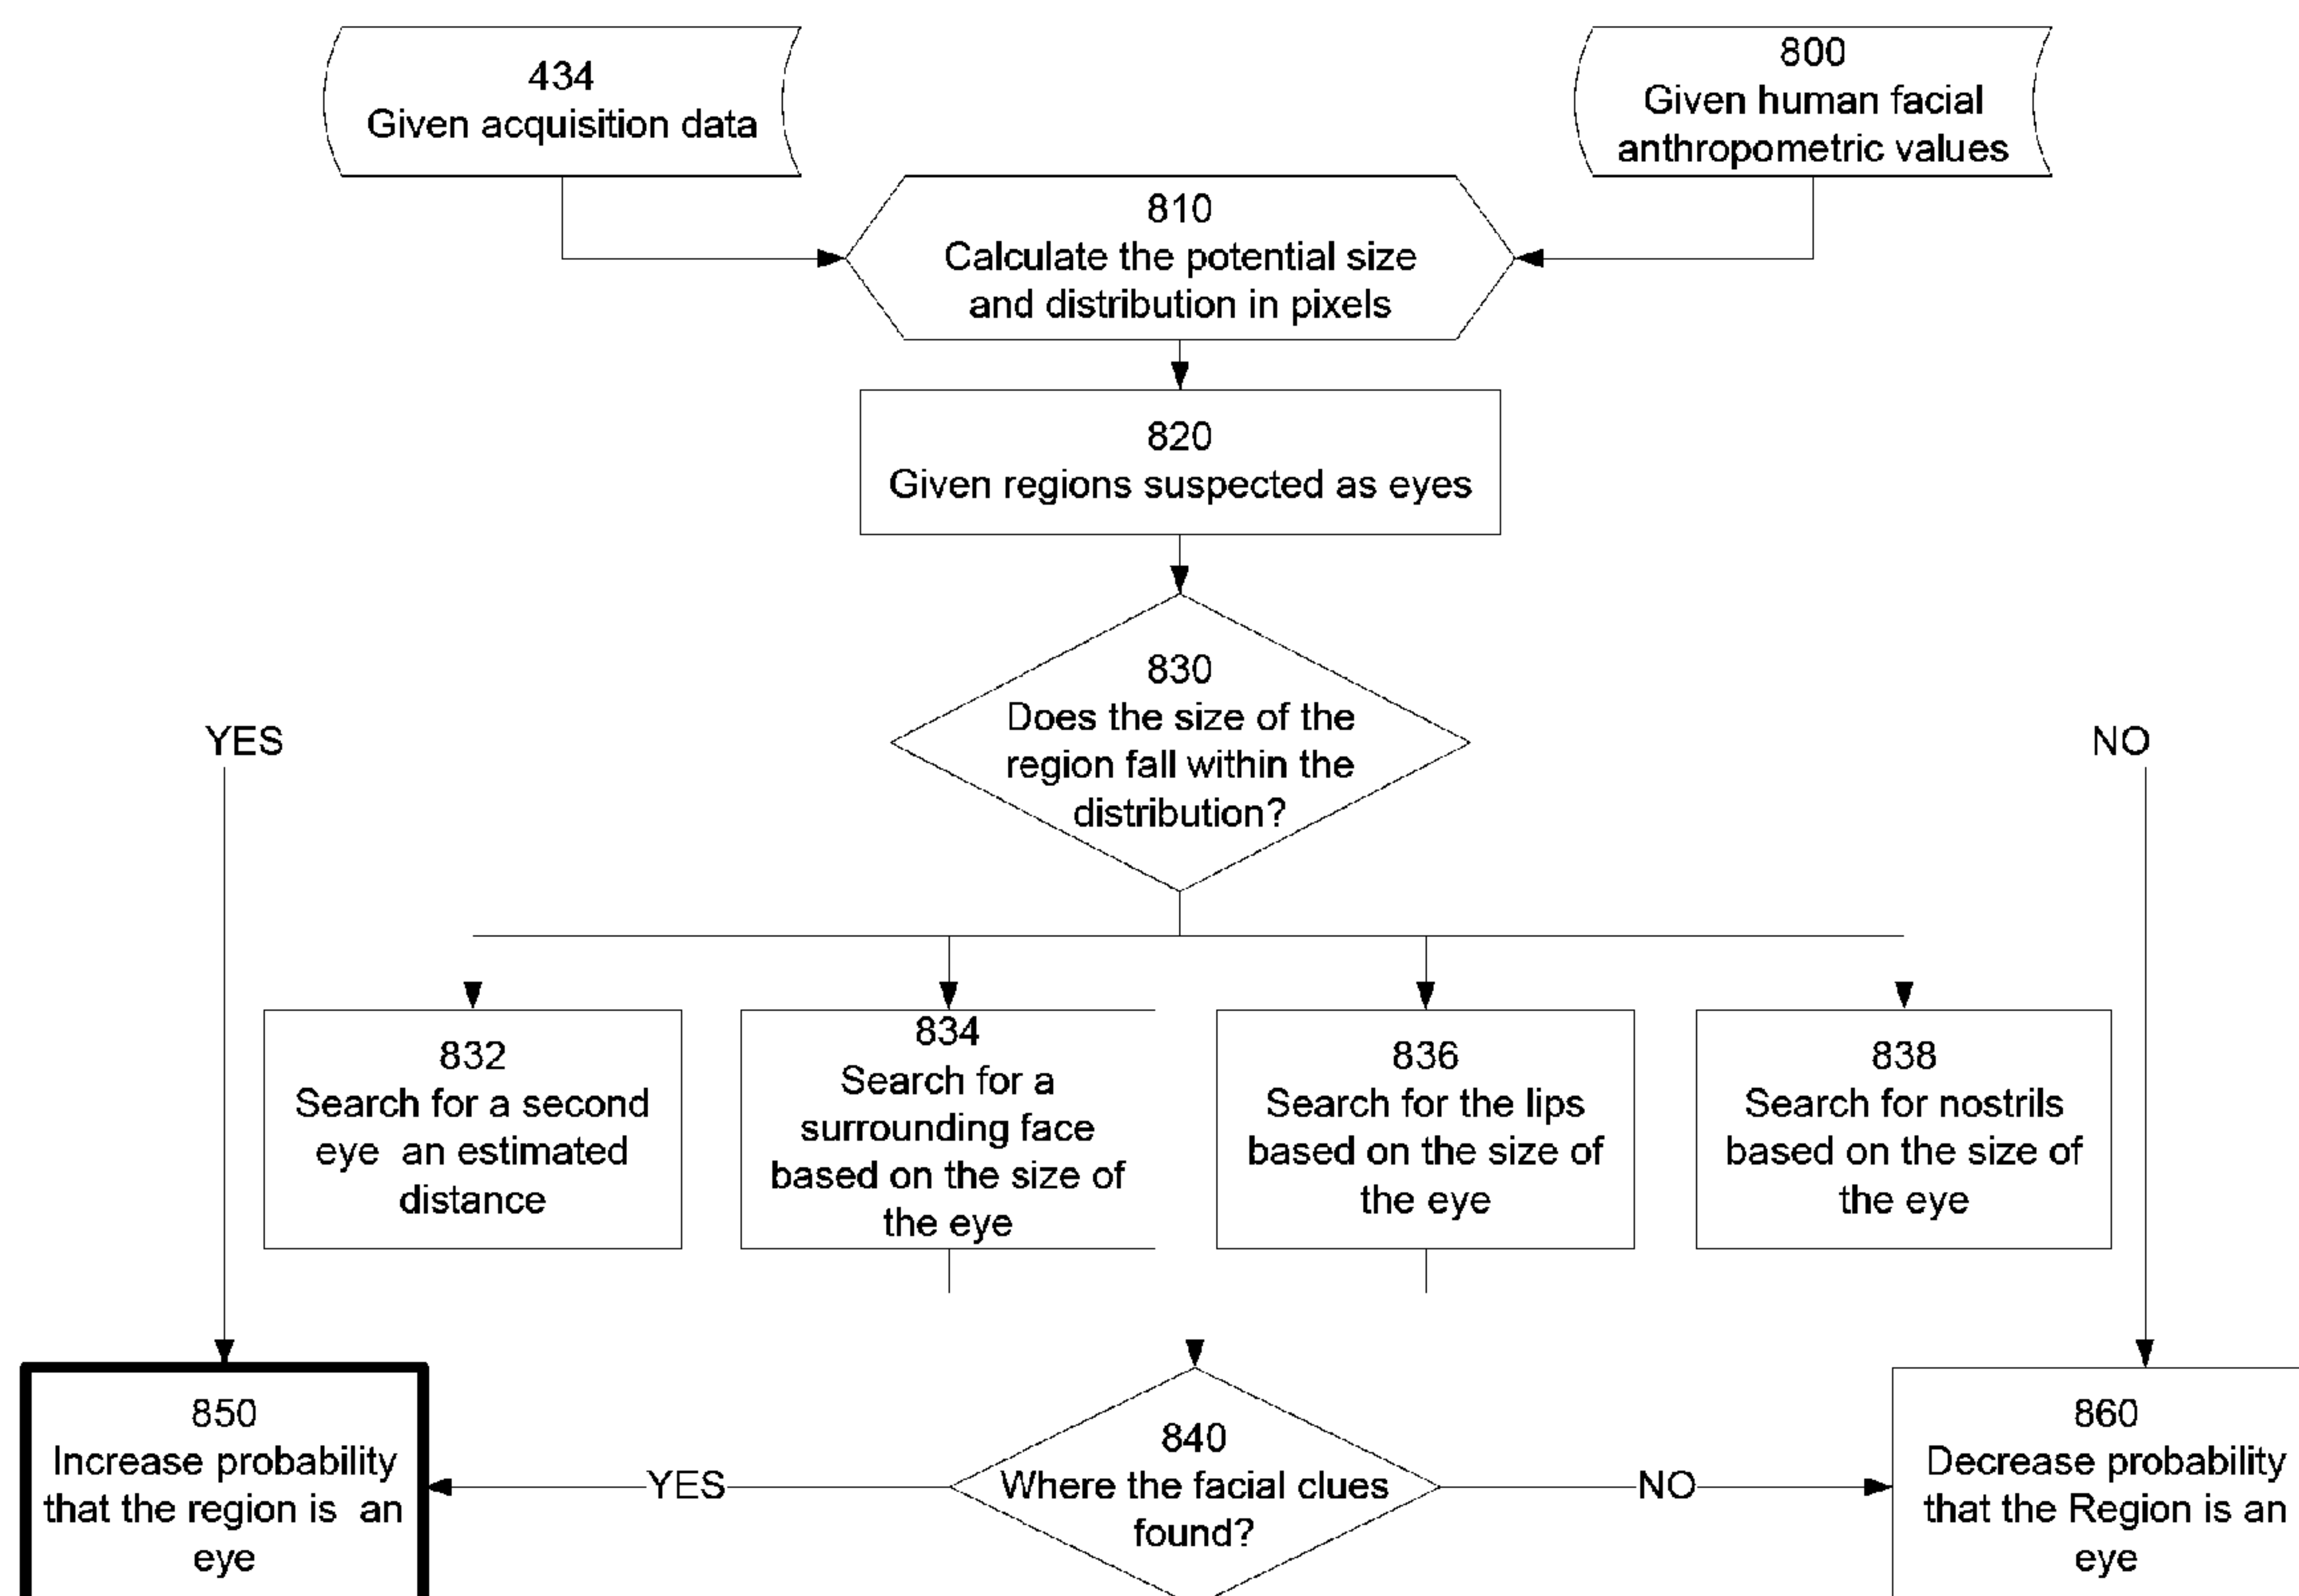 434
Given acquisition data
800
Given human facial
anthropometric values
810
Calculate the potential size
and distribution in pixels
820
Given regions suspected as eyes
830
Does the size of the
region fall within the
distribution?
YES
NO
832
Search for a second
eye an estimated
distance
834
Search for a
surrounding face
based on the size of
the eye
836
Search for the lips
based on the size of
the eye
838
Search for nostrils
based on the size of
the eye
850
Increase probability
that the region is an
eye
YES
840
Where the facial clues
found?
NO
860
Decrease probability
that the Region is an
eye